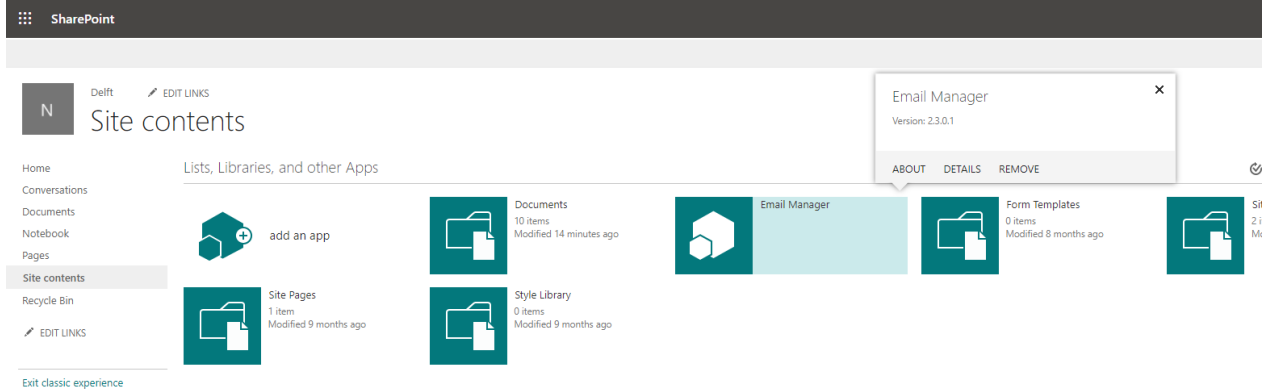 SharePoint
Delft EDIT LINKS
N
Site contents
Email Manager
Version: 2.3.0.1
ABOUT DETAILS REMOVE
Home
Conversations
Documents
Notebook
Pages
Site contents
Recycle Bin
EDIT LINKS
Exit classic experience
Lists, Libraries, and other Apps
add an app
Documents
10 items
Modified 14 minutes ago
Email Manager
Form Templates
0 items
Modified 8 months ago
Site Pages
1 item
Modified 9 months ago
Style Library
0 items
Modified 9 months ago